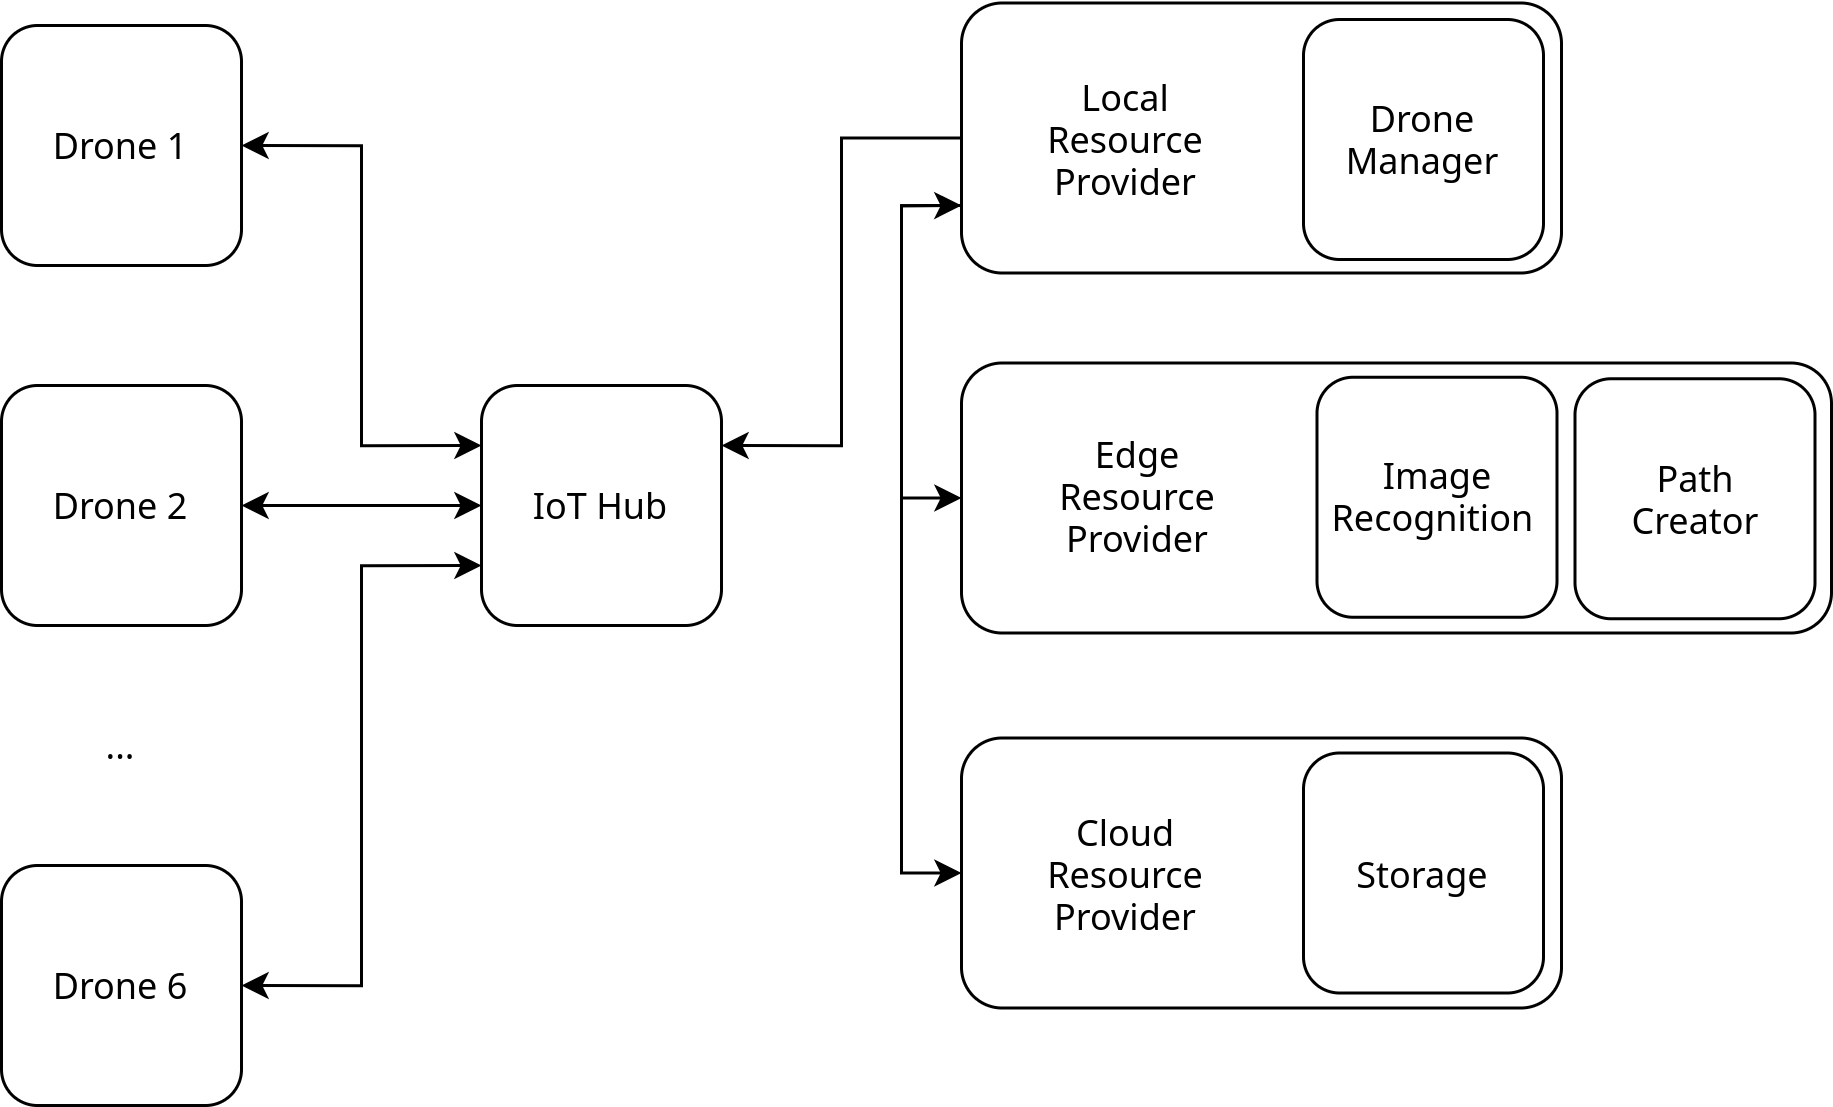 Drone 1
Drone 2
...
Drone 6
IoT Hub
Local
Resource
Provider
Drone
Manager
Edge
Resource
Provider
Image
Recognition
Path
Creator
Cloud
Resource
Provider
Storage